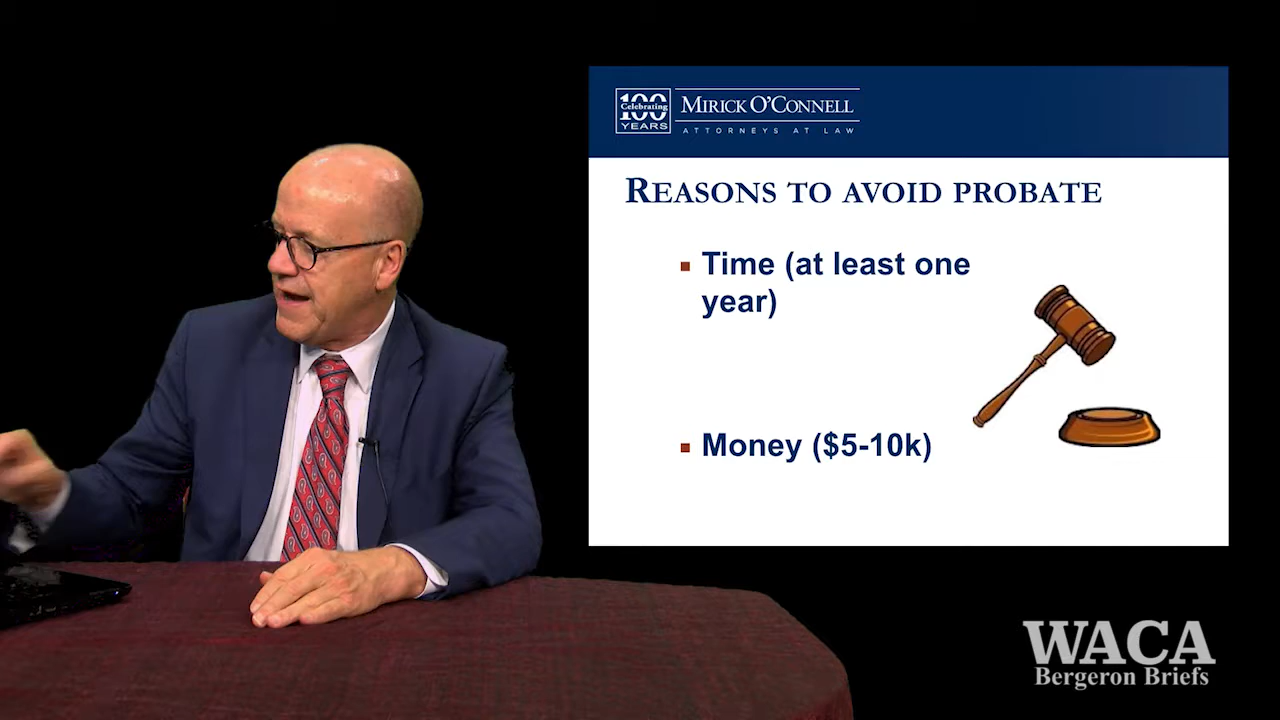 100
Celebrating
YEARS
MIRICK O'CONNELL
ATTORNEYS AT LAW
REASONS TO AVOID PROBATE
▪ Time (at least one
year)
▪ Money ($5-10k)
WACA
Bergeron Briefs